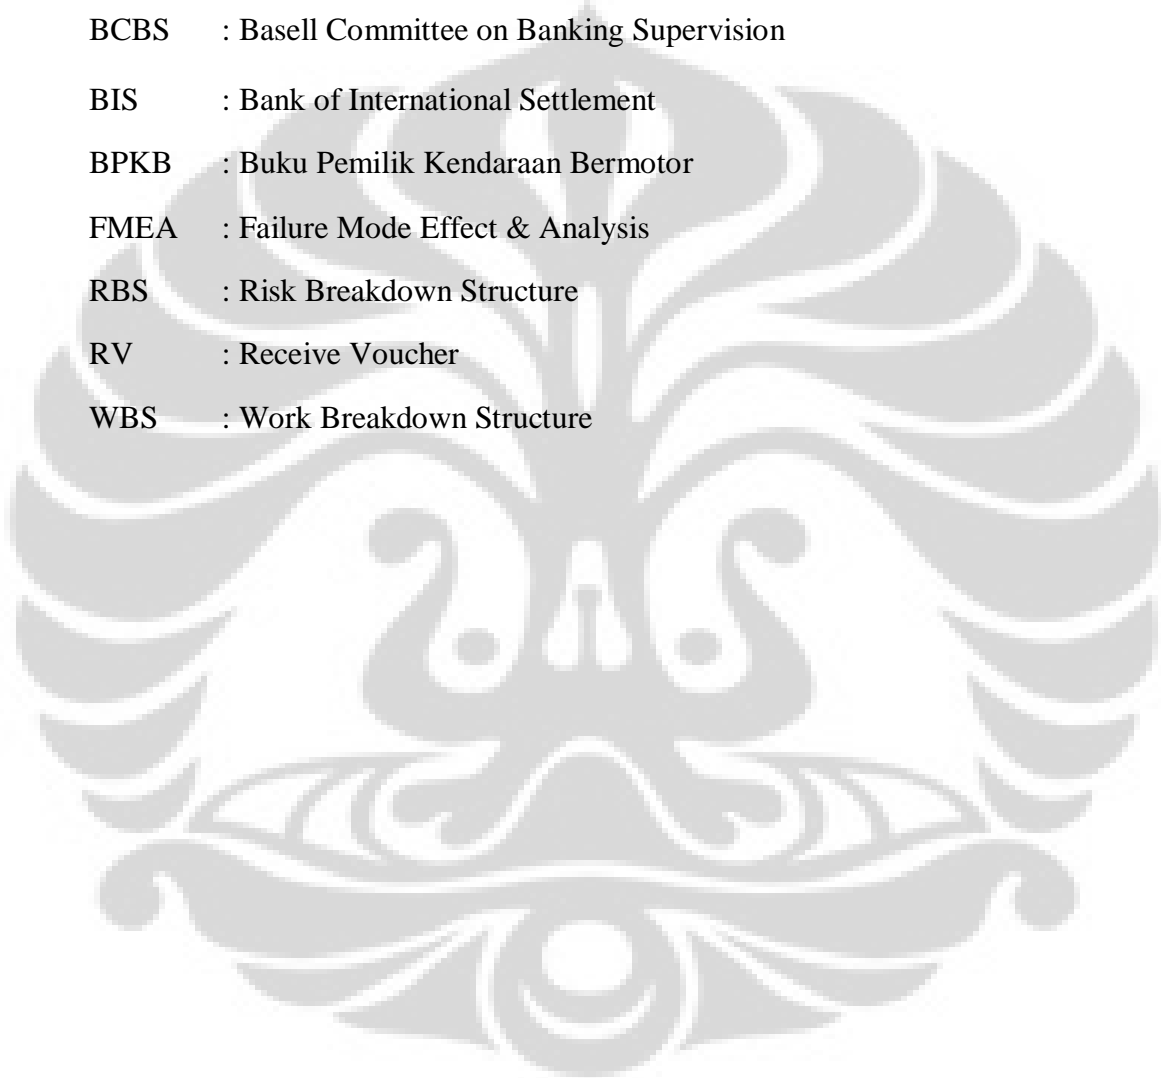 BCBS : Basell Committee on Banking Supervision
BIS : Bank of International Settlement
BPKB : Buku Pemilik Kendaraan Bermotor
FMEA : Failure Mode Effect & Analysis
RBS : Risk Breakdown Structure
RV : Receive Voucher
WBS : Work Breakdown Structure